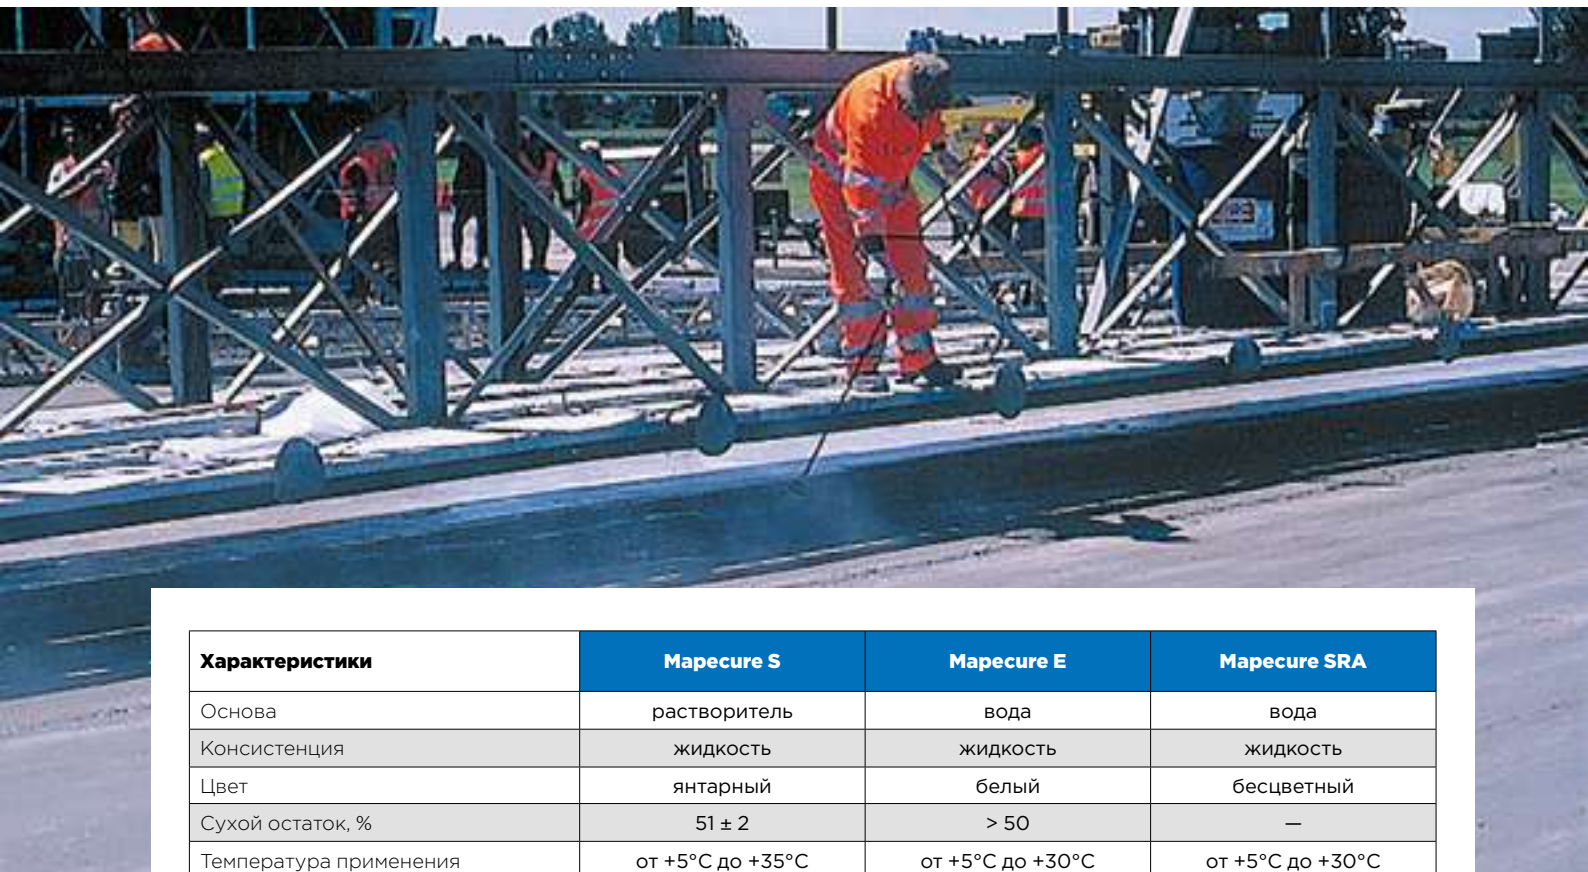 Характеристики Mapecure S Mapecure E Mapecure SRA
Основа растворитель вода вода
Консистенция жидкость жидкость жидкость
Цвет янтарный белый бесцветный
Сухой остаток, % 51 ± 2 > 50 —
Температура применения от +5°C до +35°C от +5°C до +30°C от +5°C до +30°C